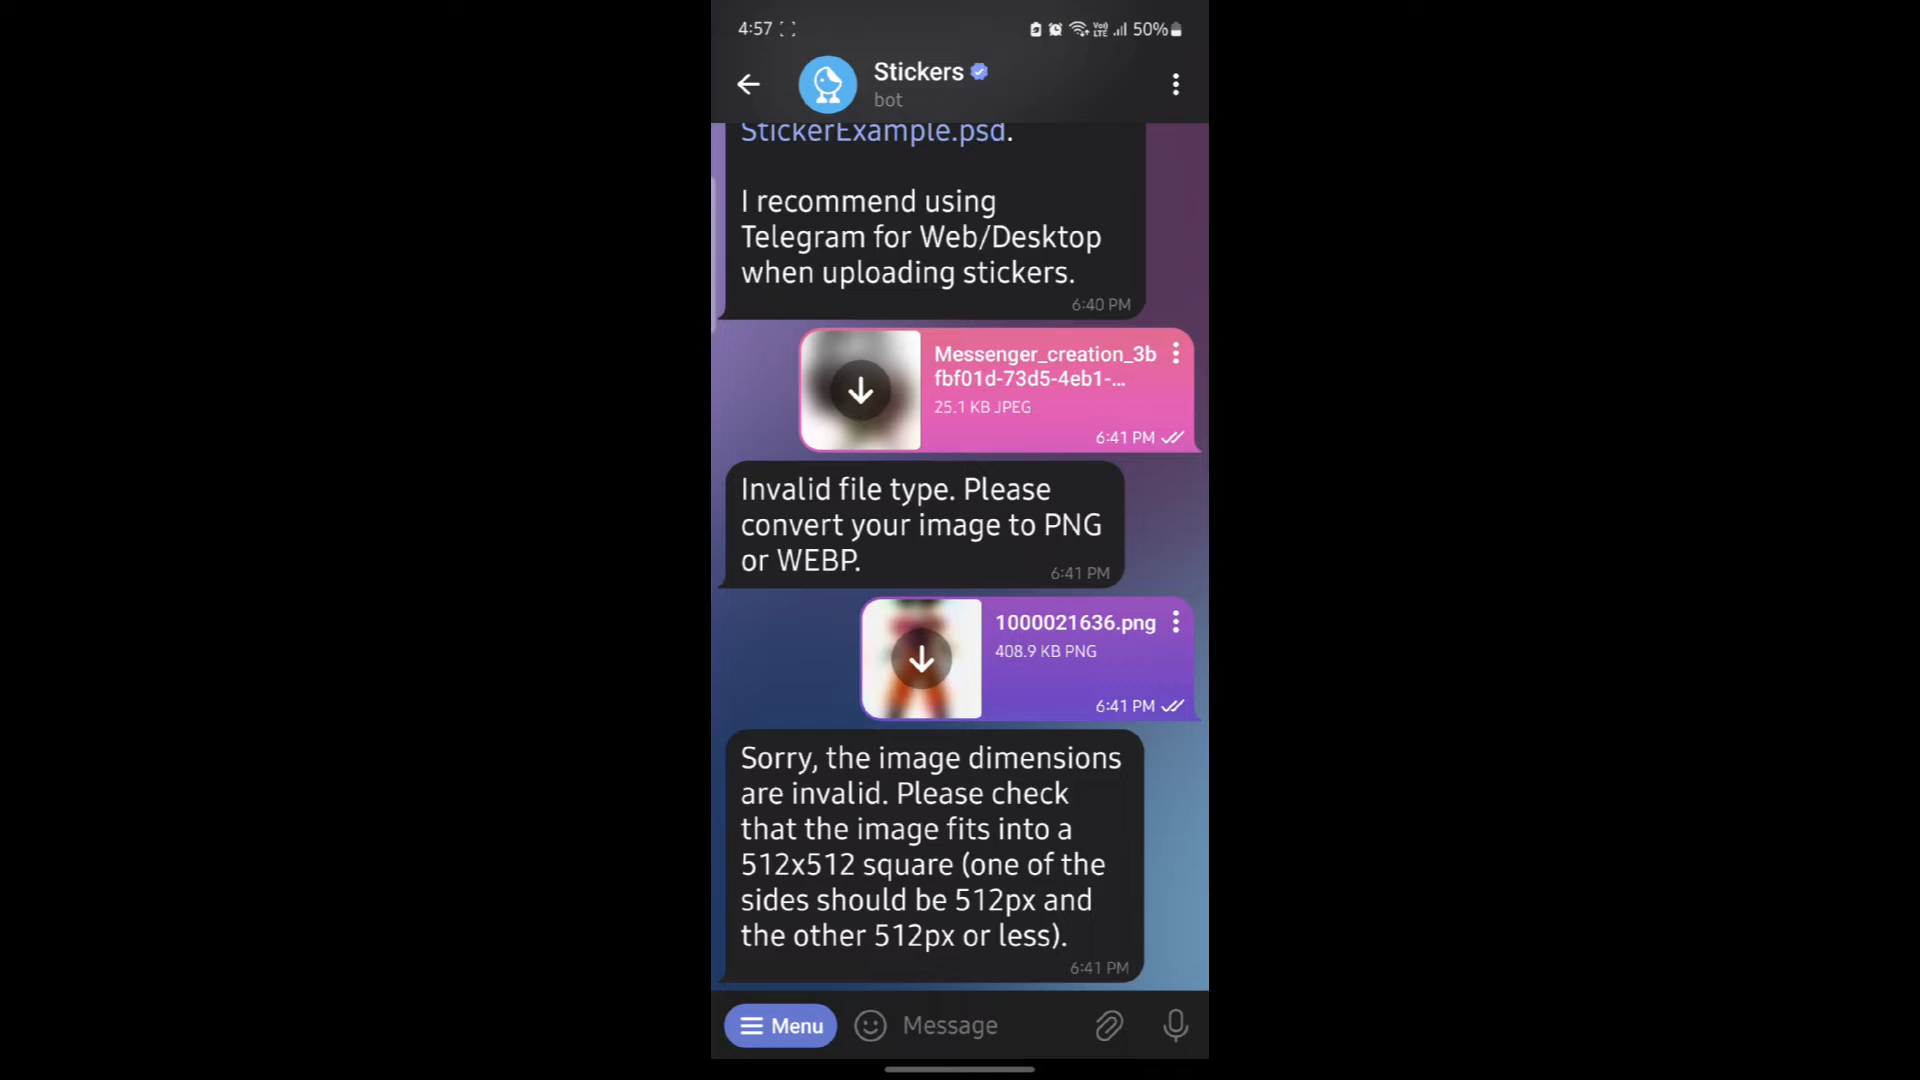 4:57
Vo) LTE
50%
Stickers
bot
StickerExample.psd.
I recommend using
Telegram for Web/Desktop
when uploading stickers.
6:40 PM
Messenger_creation_3b
fbf01d-73d5-4eb1-...
25.1 KB JPEG
6:41 PM
Invalid file type. Please
convert your image to PNG
or WEBP.
6:41 PM
1000021636.png
408.9 KB PNG
6:41 PM
Sorry, the image dimensions
are invalid. Please check
that the image fits into a
512x512 square (one of the
sides should be 512px and
the other 512px or less).
6:41 PM
Menu
Message